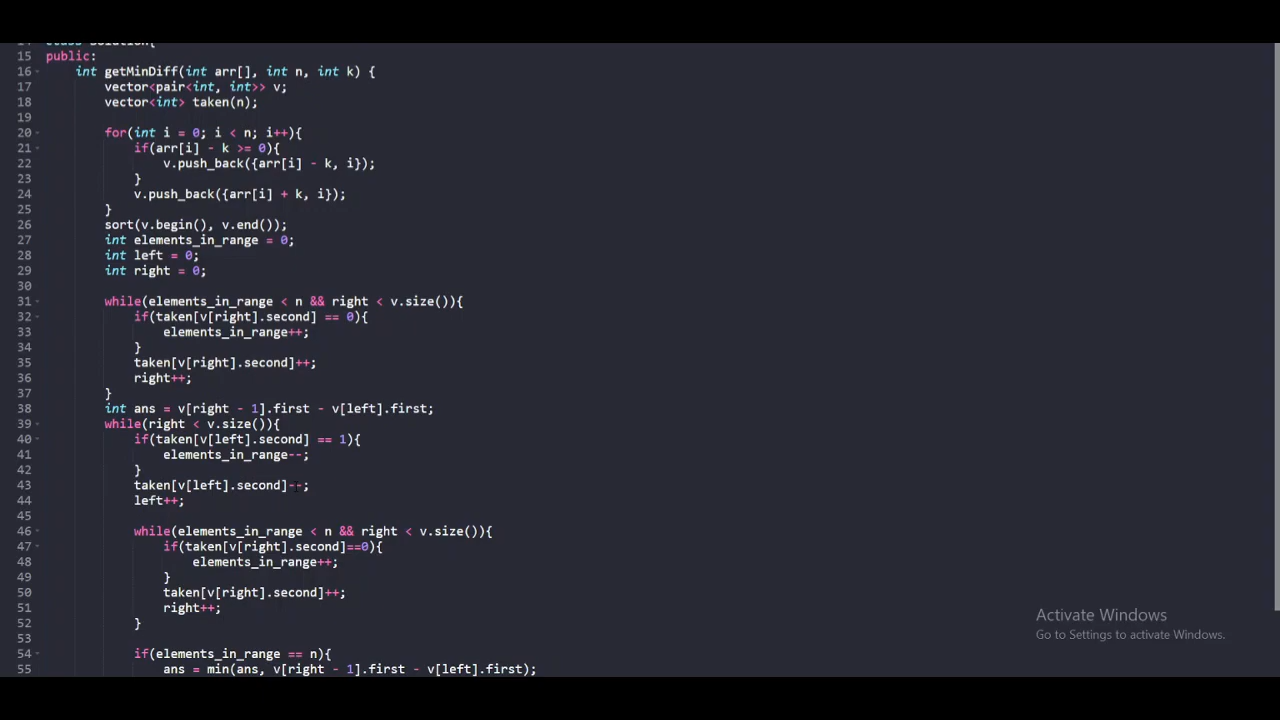 14 class Solution{
15 public:
16 int getMinDiff(int arr[], int n, int k) {
17 vector<pair<int, int>> v;
18 vector<int> taken(n);
19
20 for(int i = 0; i < n; i++){
21 if(arr[i] - k >= 0){
22 v.push_back({arr[i] - k, i});
23 }
24 v.push_back({arr[i] + k, i});
25 }
26 sort(v.begin(), v.end());
27 int elements_in_range = 0;
28 int left = 0;
29 int right = 0;
30
31 while(elements_in_range < n && right < v.size()){
32 if(taken[v[right].second] == 0){
33 elements_in_range++;
34 }
35 taken[v[right].second]++;
36 right++;
37 }
38 int ans = v[right - 1].first - v[left].first;
39 while(right < v.size()){
40 if(taken[v[left].second] == 1){
41 elements_in_range--;
42 }
43 taken[v[left].second]--;
44 left++;
45
46 while(elements_in_range < n && right < v.size()){
47 if(taken[v[right].second]==0){
48 elements_in_range++;
49 }
50 taken[v[right].second]++;
51 right++;
52 }
53
54 if(elements_in_range == n){
55 ans = min(ans, v[right - 1].first - v[left].first);
Activate Windows
Go to Settings to activate Windows.